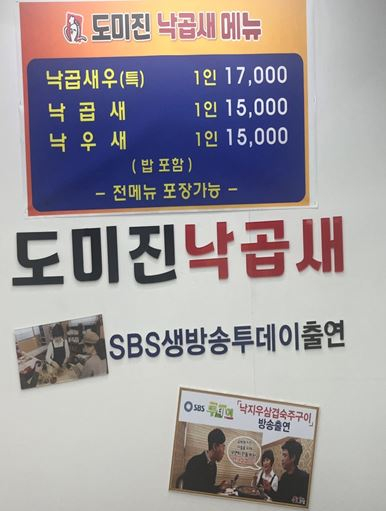 도미진 낙곱새 메뉴
낙곱새우(특) 1인 17,000
낙 곱 새 1인 15,000
낙 우 새 1인 15,000
( 밥 포함 )
- 전메뉴 포장가능 -
도미진낙곱새
SBS생방송투데이출연
SBS 투데이 「낙지우삼겹숙주구이」
방송출연